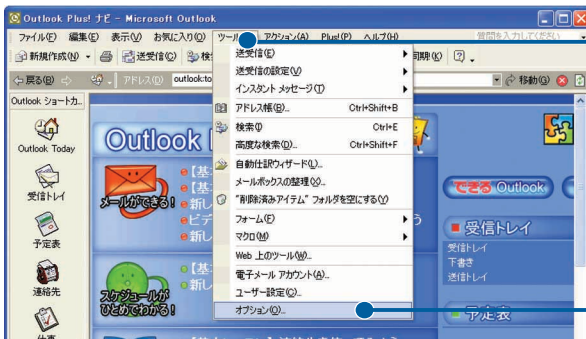 Outlook Plus! ナビ - Microsoft Outlook
ファイル(F) 編集(E) 表示(V) お気に入り(O) ツール アクション(A) Plus!(P) ヘルプ(H)
質問を入力してください
新規作成(N) 送受信(C)
戻る(B) アドレス(D) outlook:to 移動(G)
Outlook ショートカ...
Outlook Today
受信トレイ
予定表
連絡先
送受信(E)
送受信の設定(V)
インスタント メッセージ(T)
アドレス帳(B)... Ctrl+Shift+B
検索(I) Ctrl+E
高度な検索(D)... Ctrl+Shift+F
自動仕訳ウィザード(L)...
メールボックスの整理(X)...
"削除済みアイテム" フォルダを空にする(Y)
フォーム(F)
マクロ(M)
Web 上のツール(W)...
電子メール アカウント(A)...
ユーザー設定(C)...
オプション(O)...
Outlook
メールができる!
【基
新し
ビデ
新し
スケジュールが
ひとめでわかる!
【基
新し
できる Outlook
受信トレイ
受信トレイ
下書き
送信トレイ
予定表